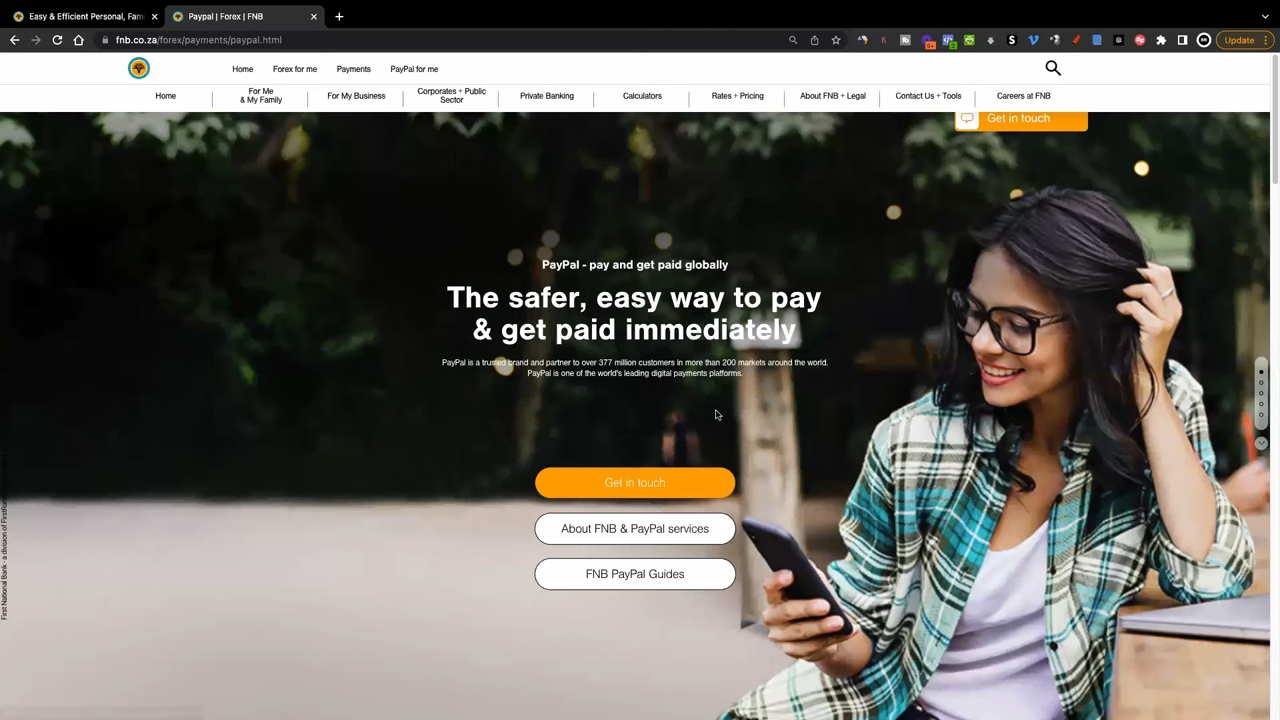 Easy & Efficient Personal, Fam
Paypal | Forex | FNB
fnb.co.za/forex/payments/paypal.html
Update
Home
Forex for me
Payments
PayPal for me
Home
For Me
& My Family
For My Business
Corporates + Public
Sector
Private Banking
Calculators
Rates + Pricing
About FNB + Legal
Contact Us + Tools
Careers at FNB
Get in touch
PayPal - pay and get paid globally
The safer, easy way to pay
& get paid immediately
PayPal is a trusted brand and partner to over 377 million customers in more than 200 markets around the world.
PayPal is one of the world's leading digital payments platforms.
Get in touch
About FNB & PayPal services
FNB PayPal Guides